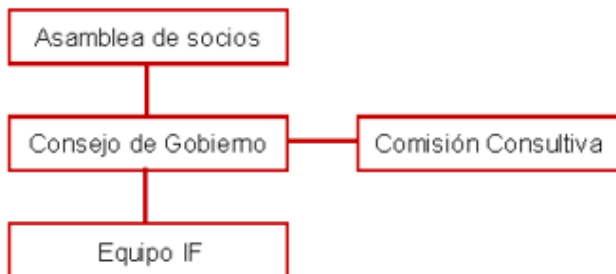 Asamblea de socios
Consejo de Gobierno
Comisión Consultiva
Equipo IF